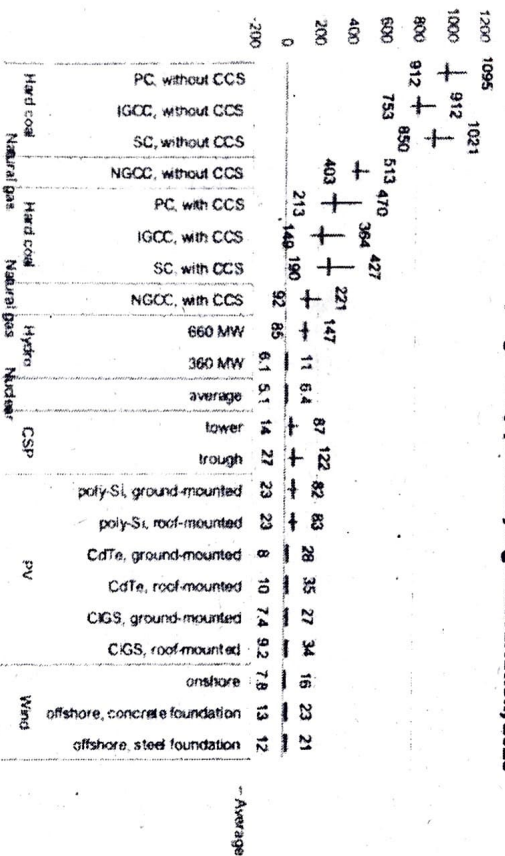 -200 0 200 400 600 800 1000 1200
Hard coal
PC, without CCS 912 1095
IGCC, without CCS 753 912
SC, without CCS 850 1021
Natural gas
NGCC, without CCS 403 513
Hard coal
PC, with CCS 213 470
IGCC, with CCS 149 364
SC, with CCS 190 427
Natural gas
NGCC, with CCS 92 221
Hydro
660 MW 85 147
360 MW 6.1 11
Nuclear
average 5.1 6.4
CSP
tower 14 87
trough 27 122
PV
poly-Si, ground-mounted 23 82
poly-Si, roof-mounted 23 83
CdTe, ground-mounted 8 28
CdTe, roof-mounted 10 35
CIGS, ground-mounted 7.4 27
CIGS, roof-mounted 9.2 34
Wind
onshore 7.8 16
offshore, concrete foundation 13 23
offshore, steel foundation 12 21
– Average